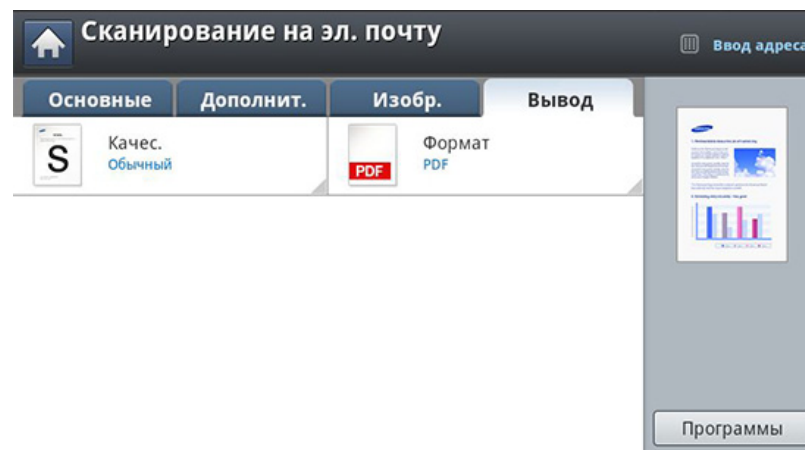 Сканирование на эл. почту
Ввод адреса
Основные
Дополнит.
Изобр.
Вывод
S
Качес.
Обычный
PDF
Формат
PDF
Программы